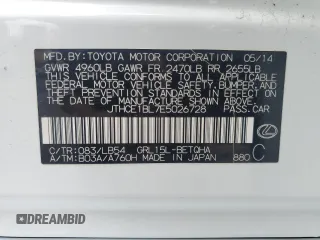 MFD. BY: TOYOTA MOTOR CORPORATION 05/14
GVWR 4960LB GAWR FR 2470LB RR 2655LB
THIS VEHICLE CONFORMS TO ALL APPLICABLE
FEDERAL MOTOR VEHICLE SAFETY, BUMPER, AND
THEFT PREVENTION STANDARDS IN EFFECT ON
THE DATE OF MANUFACTURE SHOWN ABOVE.
JTHCE1BL7E5026728 PASS. CAR
C/TR: 083/LB54 GRL15L-BETQHA
A/TM: B03A/A760H MADE IN JAPAN 880 C
AUTOBIDMASTER